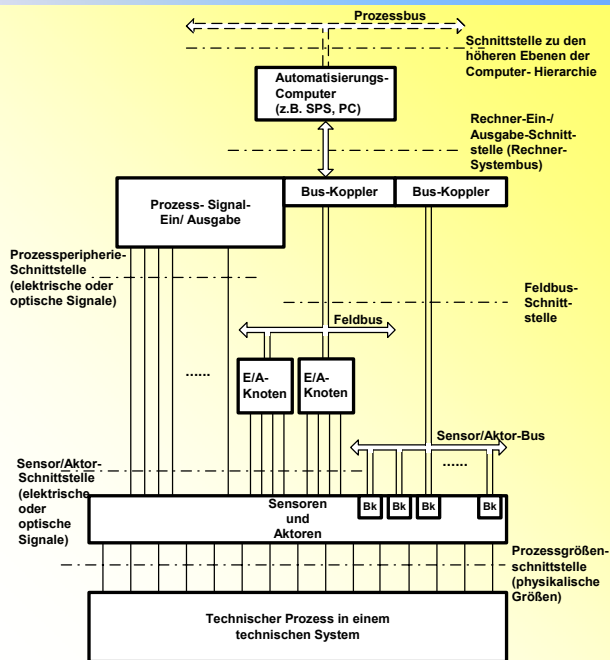 Prozessbus
Schnittstelle zu den
höheren Ebenen der
Computer- Hierarchie
Automatisierungs-
Computer
(z.B. SPS, PC)
Rechner-Ein-/
Ausgabe-Schnitt-
stelle (Rechner-
Systembus)
Prozess- Signal-
Ein/ Ausgabe
Bus-Koppler
Bus-Koppler
Prozessperipherie-
Schnittstelle
(elektrische oder
optische Signale)
Feldbus-
Schnitt-
stelle
Feldbus
......
E/A-
Knoten
E/A-
Knoten
Sensor/Aktor-Bus
......
Sensor/Aktor-
Schnittstelle
(elektrische
oder
optische
Signale)
Sensoren
und
Aktoren
Bk
Bk
Bk
Bk
Prozessgrößen-
schnittstelle
(physikalische
Größen)
Technischer Prozess in einem
technischen System